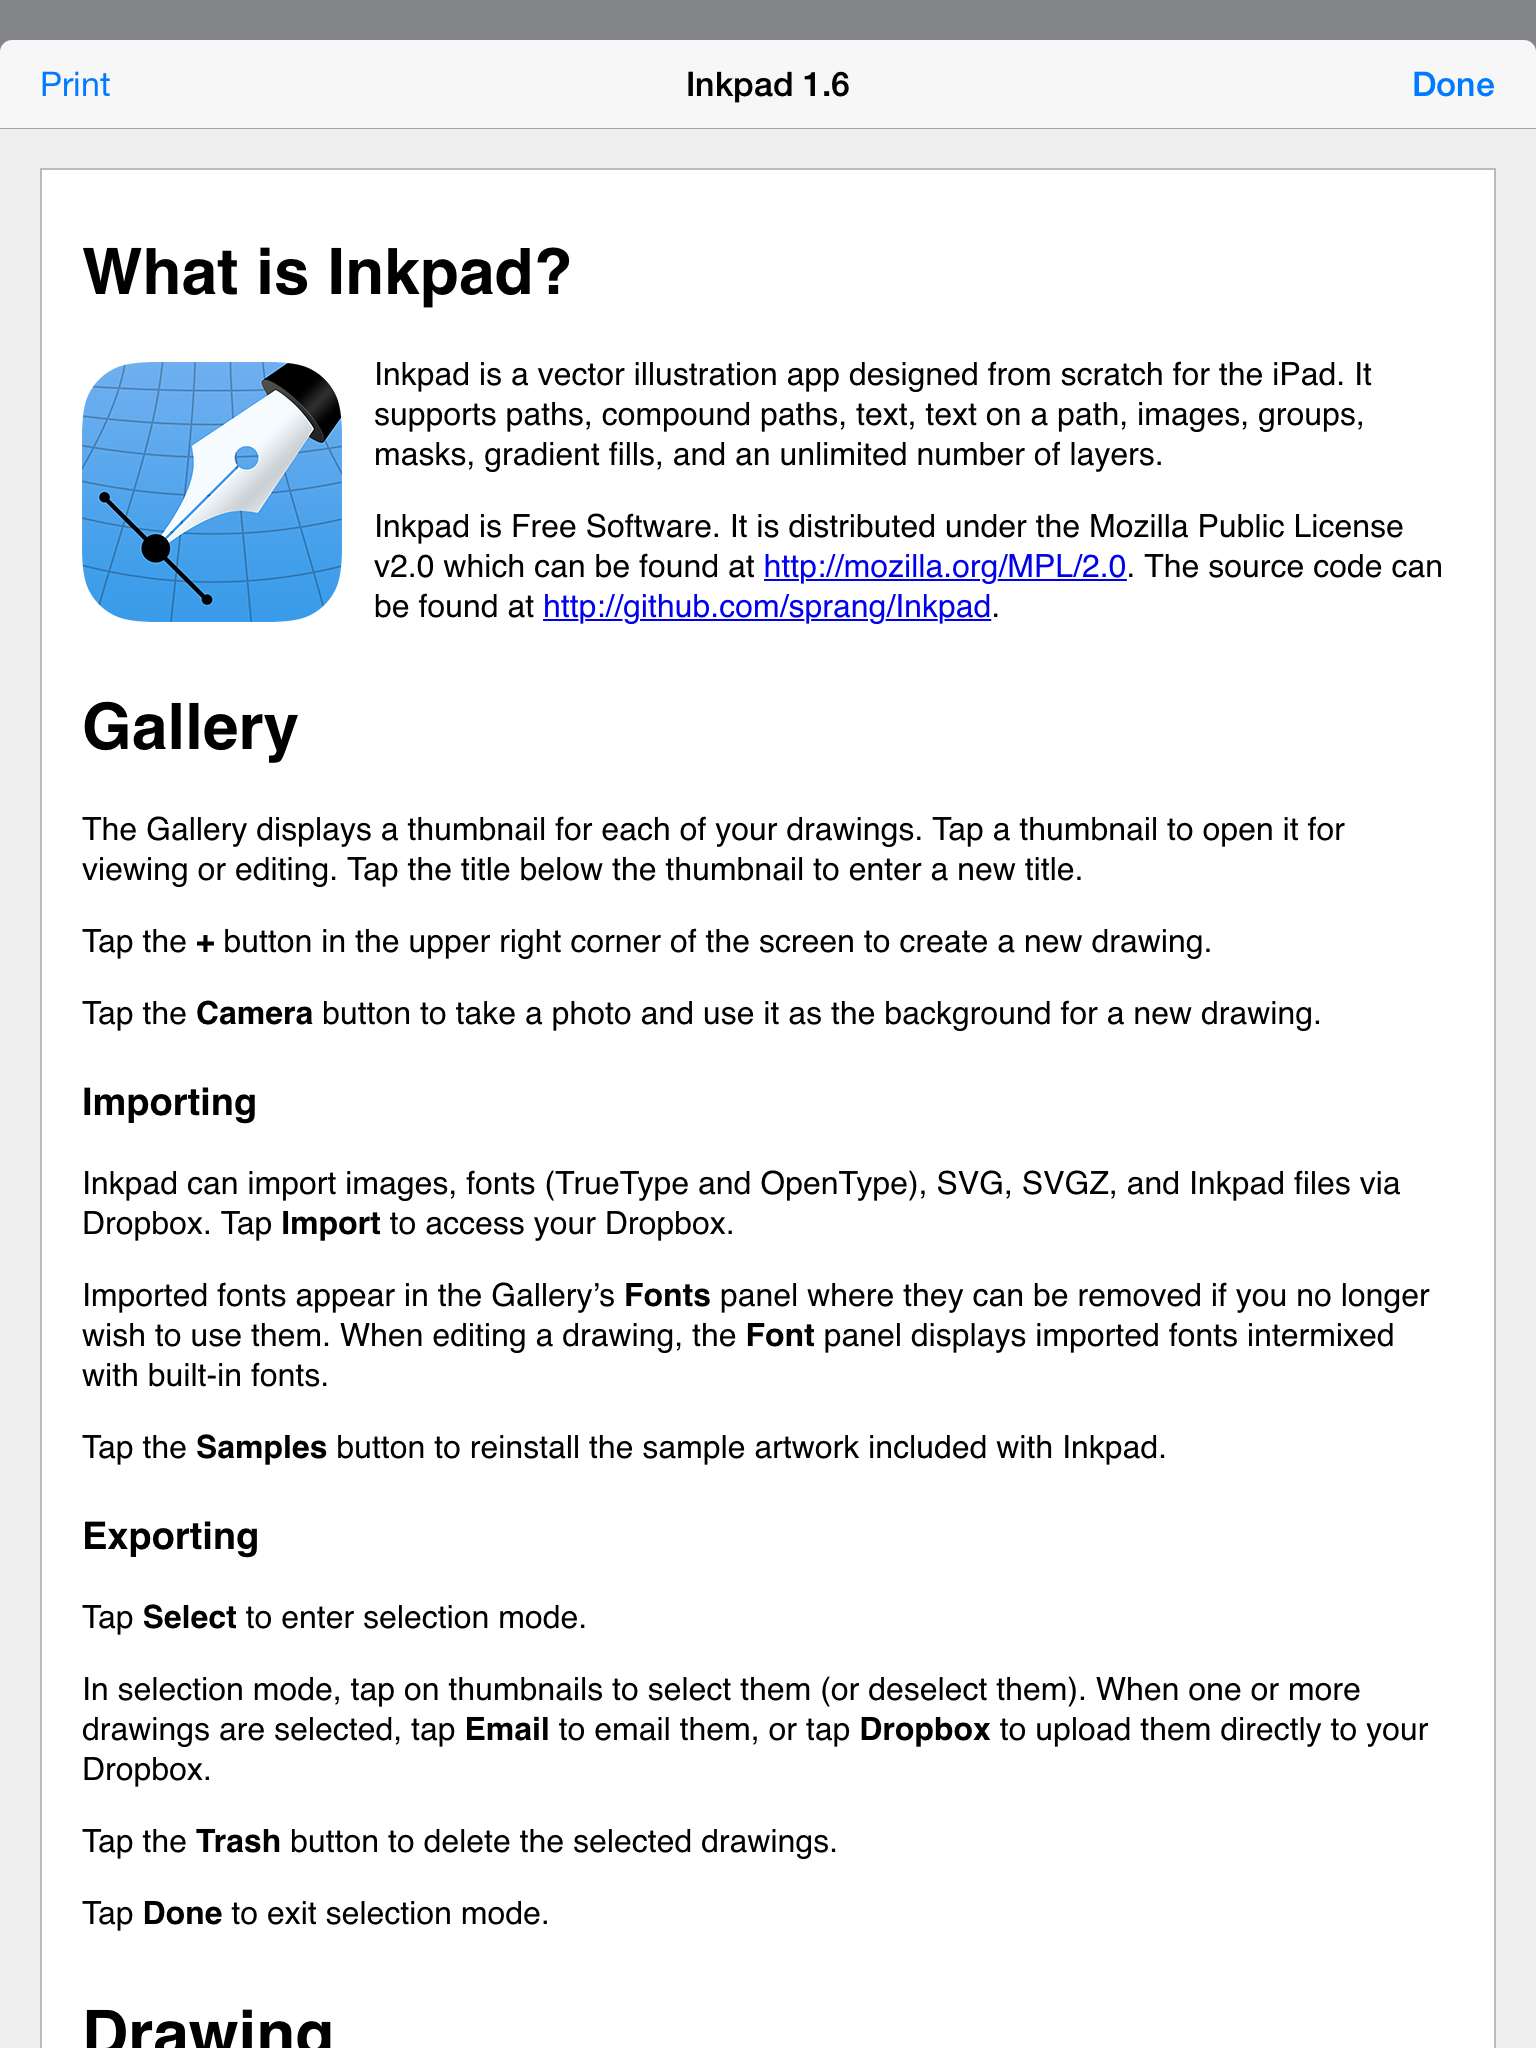 Print
Inkpad 1.6
Done
What is Inkpad?
Inkpad is a vector illustration app designed from scratch for the iPad. It
supports paths, compound paths, text, text on a path, images, groups,
masks, gradient fills, and an unlimited number of layers.
Inkpad is Free Software. It is distributed under the Mozilla Public License
v2.0 which can be found at http://mozilla.org/MPL/2.0. The source code can
be found at http://github.com/sprang/Inkpad.
Gallery
The Gallery displays a thumbnail for each of your drawings. Tap a thumbnail to open it for
viewing or editing. Tap the title below the thumbnail to enter a new title.
Tap the + button in the upper right corner of the screen to create a new drawing.
Tap the Camera button to take a photo and use it as the background for a new drawing.
Importing
Inkpad can import images, fonts (TrueType and OpenType), SVG, SVGZ, and Inkpad files via
Dropbox. Tap Import to access your Dropbox.
Imported fonts appear in the Gallery’s Fonts panel where they can be removed if you no longer
wish to use them. When editing a drawing, the Font panel displays imported fonts intermixed
with built-in fonts.
Tap the Samples button to reinstall the sample artwork included with Inkpad.
Exporting
Tap Select to enter selection mode.
In selection mode, tap on thumbnails to select them (or deselect them). When one or more
drawings are selected, tap Email to email them, or tap Dropbox to upload them directly to your
Dropbox.
Tap the Trash button to delete the selected drawings.
Tap Done to exit selection mode.
Drawing